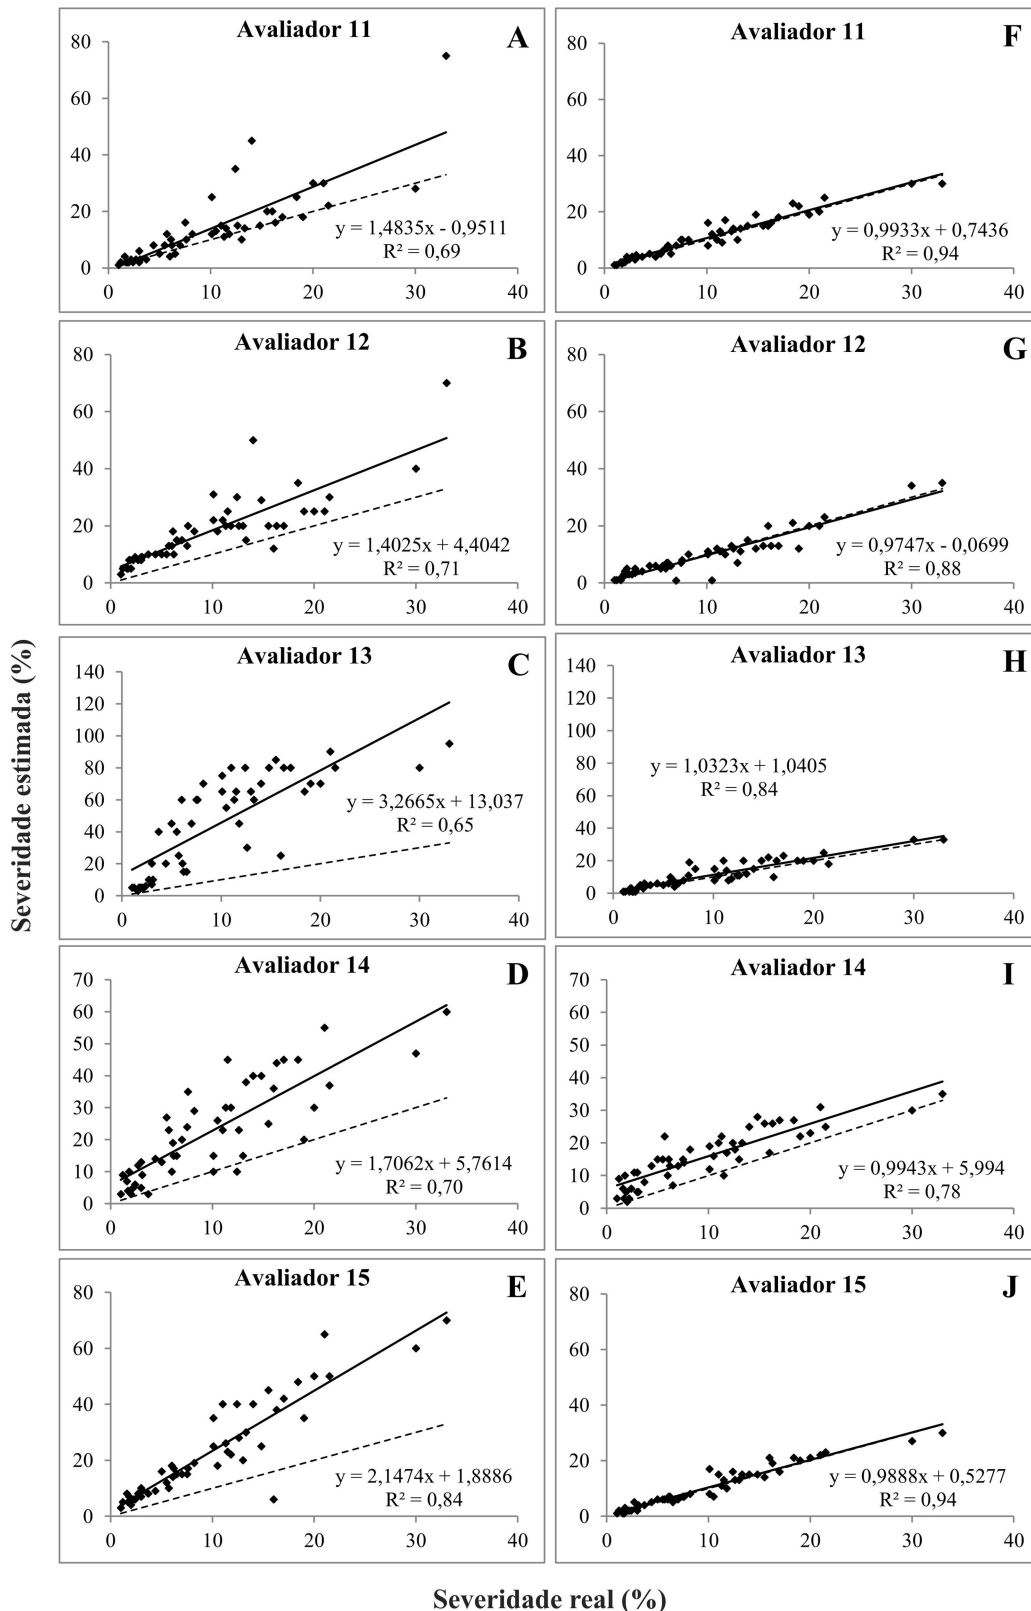 Avaliador 11
A
80
60
40
20
0
0 10 20 30 40
y = 1,4835x - 0,9511
R² = 0,69
Avaliador 11
F
80
60
40
20
0
0 10 20 30 40
y = 0,9933x + 0,7436
R² = 0,94
Avaliador 12
B
80
60
40
20
0
0 10 20 30 40
y = 1,4025x + 4,4042
R² = 0,71
Avaliador 12
G
80
60
40
20
0
0 10 20 30 40
y = 0,9747x - 0,0699
R² = 0,88
Severidade estimada (%)
Avaliador 13
C
140
120
100
80
60
40
20
0
0 10 20 30 40
y = 3,2665x + 13,037
R² = 0,65
Avaliador 13
H
140
120
100
80
60
40
20
0
0 10 20 30 40
y = 1,0323x + 1,0405
R² = 0,84
Avaliador 14
D
70
60
50
40
30
20
10
0
0 10 20 30 40
y = 1,7062x + 5,7614
R² = 0,70
Avaliador 14
I
70
60
50
40
30
20
10
0
0 10 20 30 40
y = 0,9943x + 5,994
R² = 0,78
Avaliador 15
E
80
60
40
20
0
0 10 20 30 40
y = 2,1474x + 1,8886
R² = 0,84
Avaliador 15
J
80
60
40
20
0
0 10 20 30 40
y = 0,9888x + 0,5277
R² = 0,94
Severidade real (%)